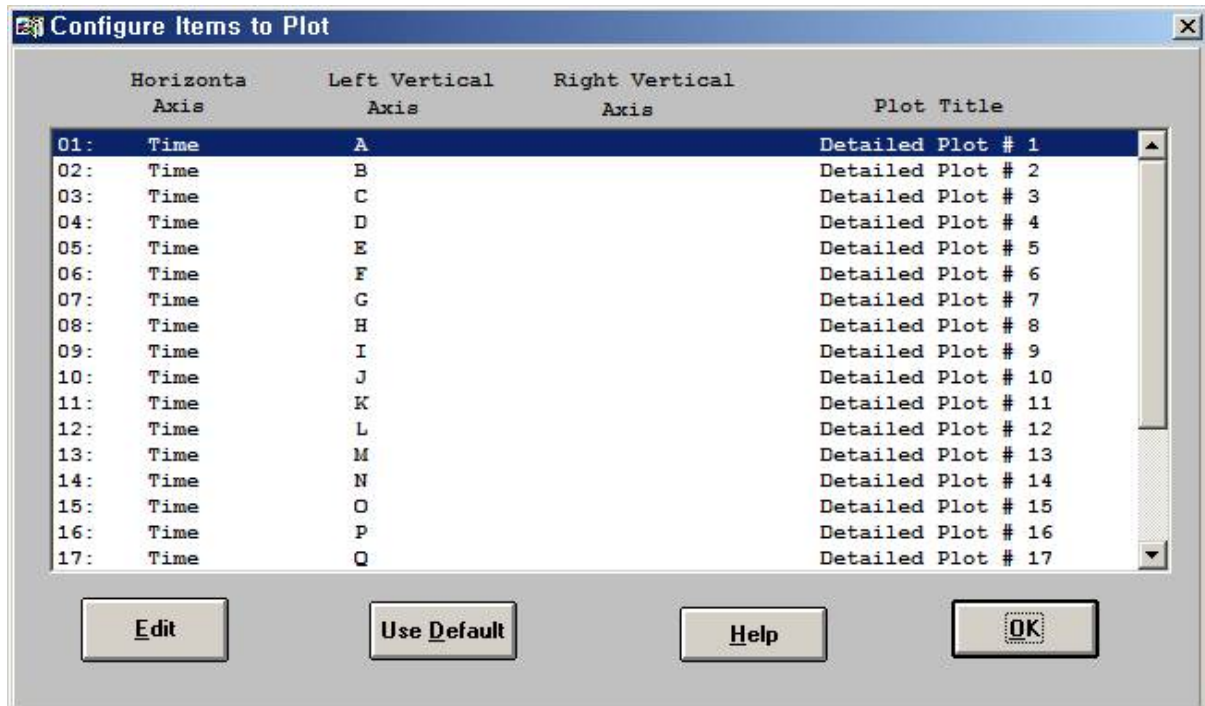 Configure Items to Plot
Horizonta Left Vertical Right Vertical
Axis Axis Axis Plot Title
01: Time A Detailed Plot # 1
02: Time B Detailed Plot # 2
03: Time C Detailed Plot # 3
04: Time D Detailed Plot # 4
05: Time E Detailed Plot # 5
06: Time F Detailed Plot # 6
07: Time G Detailed Plot # 7
08: Time H Detailed Plot # 8
09: Time I Detailed Plot # 9
10: Time J Detailed Plot # 10
11: Time K Detailed Plot # 11
12: Time L Detailed Plot # 12
13: Time M Detailed Plot # 13
14: Time N Detailed Plot # 14
15: Time O Detailed Plot # 15
16: Time P Detailed Plot # 16
17: Time Q Detailed Plot # 17
Edit Use Default Help OK